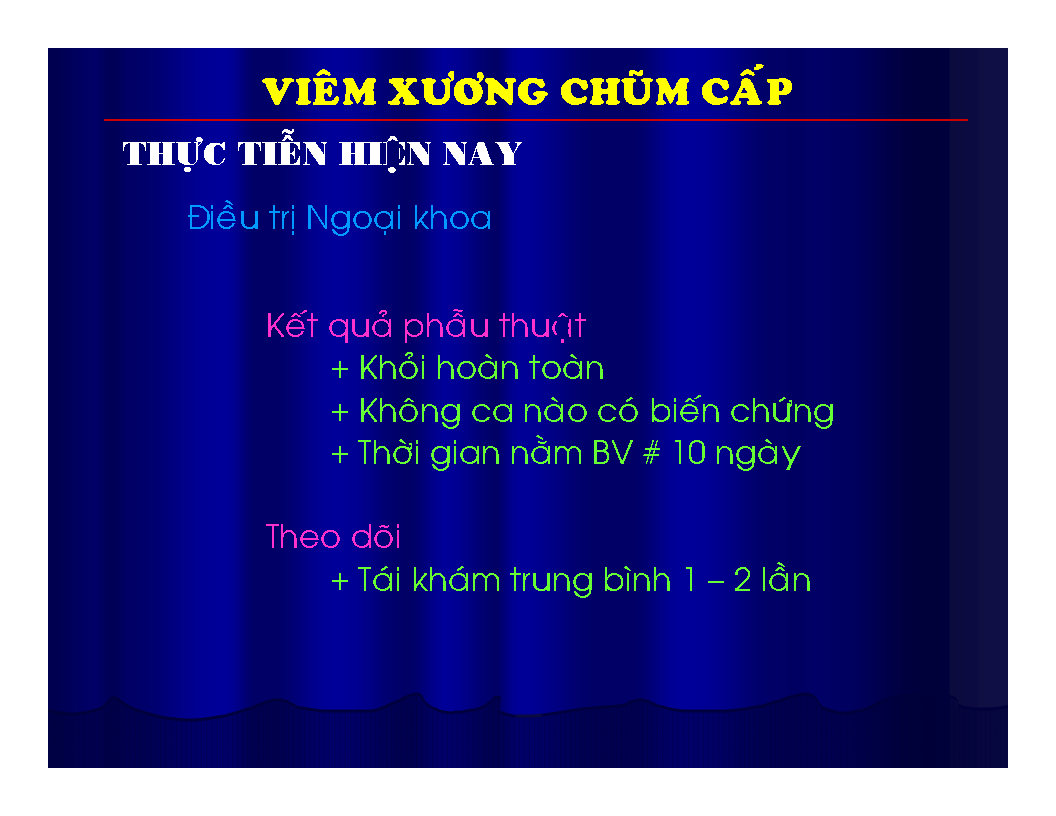 VIÊM XƯƠNG CHŨM CẤP
THỰC TIỄN HIỆN NAY
Điều trị Ngoại khoa
Kết quả phẫu thuật
+ Khỏi hoàn toàn
+ Không ca nào có biến chứng
+ Thời gian nằm BV # 10 ngày
Theo dõi
+ Tái khám trung bình 1 – 2 lần